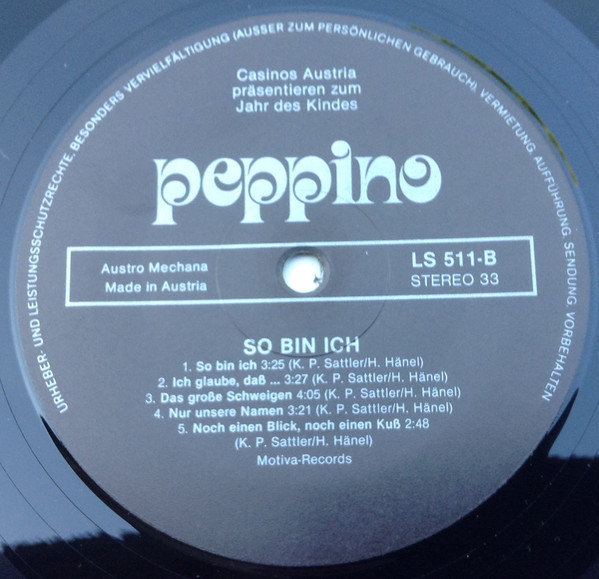 URHEBER- UND LEISTUNGSSCHUTZRECHTE, BESONDERS VERVIELFÄLTIGUNG (AUSSER ZUM PERSÖNLICHEN GEBRAUCH), VERMIETUNG, AUFFÜHRUNG, SENDUNG, VORBEHALTEN
Casinos Austria
präsentieren zum
Jahr des Kindes
peppino
Austro Mechana
Made in Austria
LS 511-B
STEREO 33
SO BIN ICH
1. So bin ich 3:25 (K. P. Sattler/H. Hänel)
2. Ich glaube, daß ... 3:27 (K. P. Sattler/H. Hänel)
3. Das große Schweigen 4:05 (K. P. Sattler/H. Hänel)
4. Nur unsere Namen 3:21 (K. P. Sattler/H. Hänel)
5. Noch einen Blick, noch einen Kuß 2:48
(K. P. Sattler/H. Hänel)
Motiva-Records